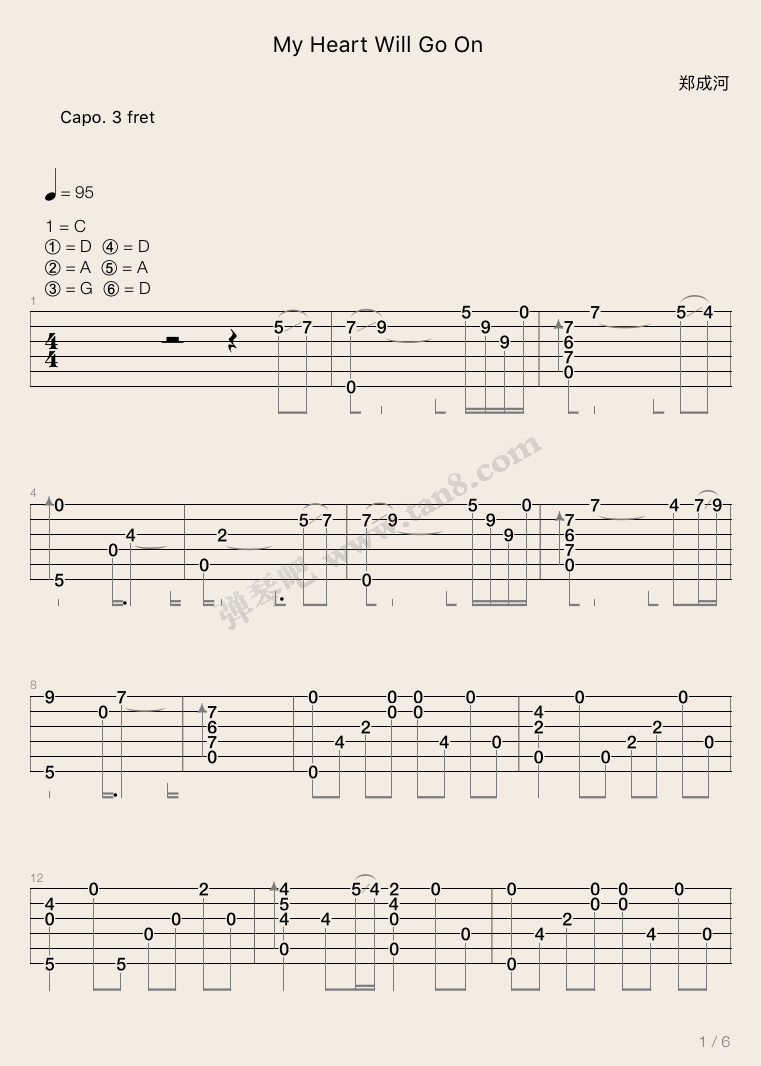 My Heart Will Go On
郑成河
Capo. 3 fret
= 95
1 = C
① = D ④ = D
② = A ⑤ = A
③ = G ⑥ = D
1
4
4
5 7 7 9 0 5 9 9 0 7 6 7 0 7 5 4
弹琴吧 www.tan8.com
4
0 5 0 4 0 2 5 7 7 0 9 5 9 9 0 7 6 7 0 7 4 7 9
8
9 5 0 7 7 6 7 0 0 0 4 2 0 0 0 0 4 0 0 4 2 0 0 0 2 2 0 0
12
4 0 5 0 5 0 0 2 0 4 5 4 0 4 5 4 2 4 0 0 0 0 0 0 4 2 0 0 0 0 4 0 0
1 / 6